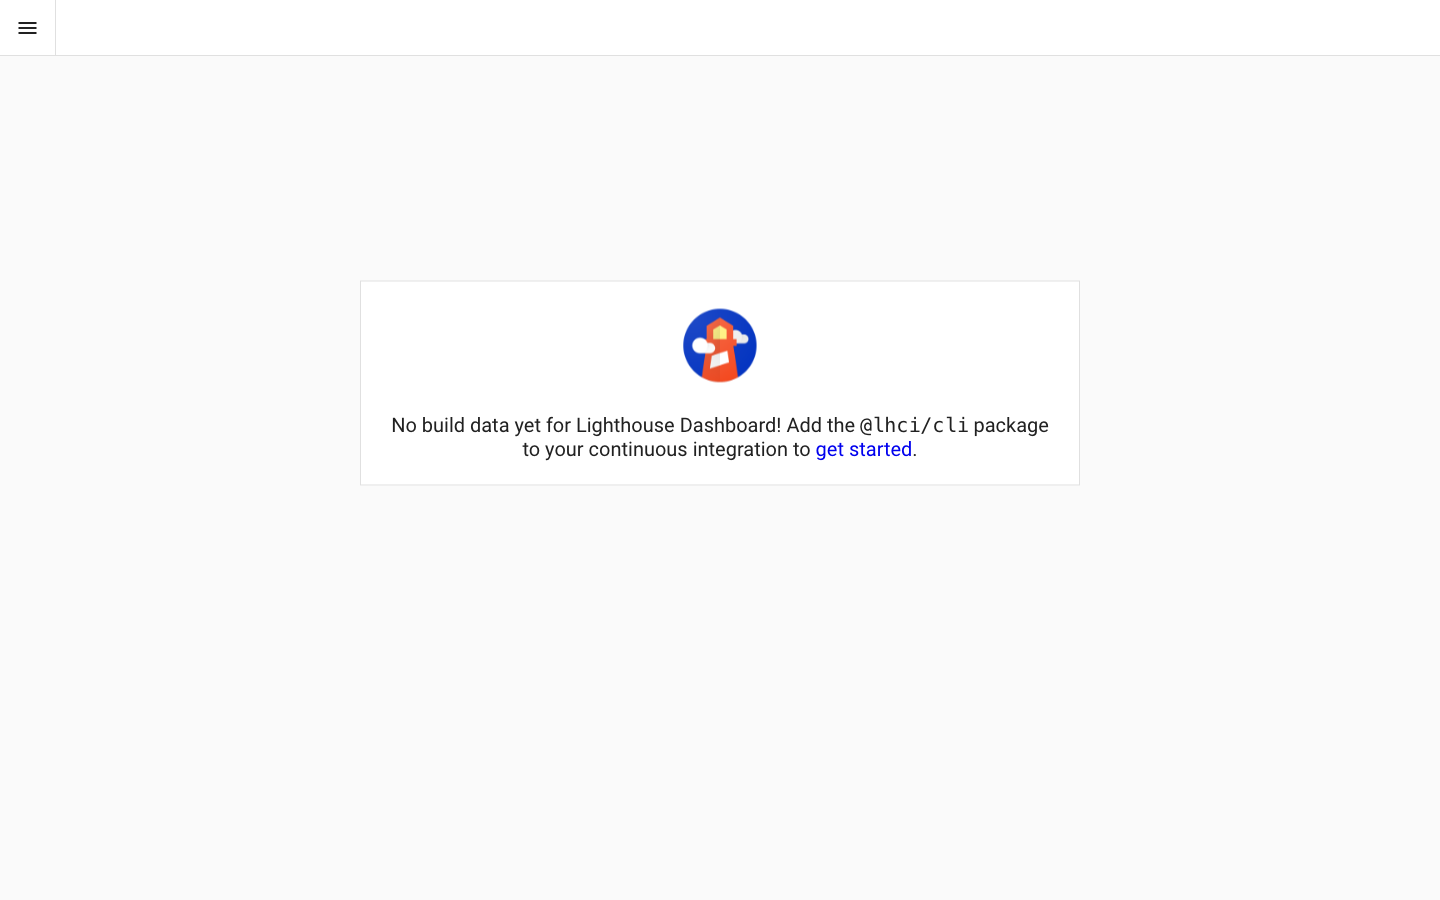 No build data yet for Lighthouse Dashboard! Add the @lhci/cli package
to your continuous integration to get started.